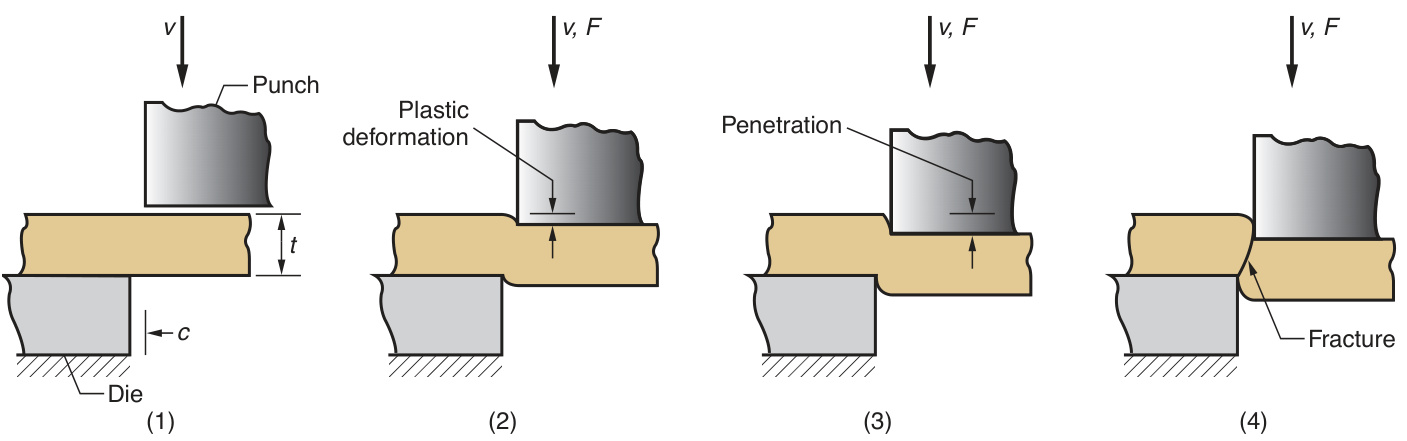 v
Punch
t
c
Die
(1)
v, F
Plastic
deformation
(2)
v, F
Penetration
(3)
v, F
Fracture
(4)